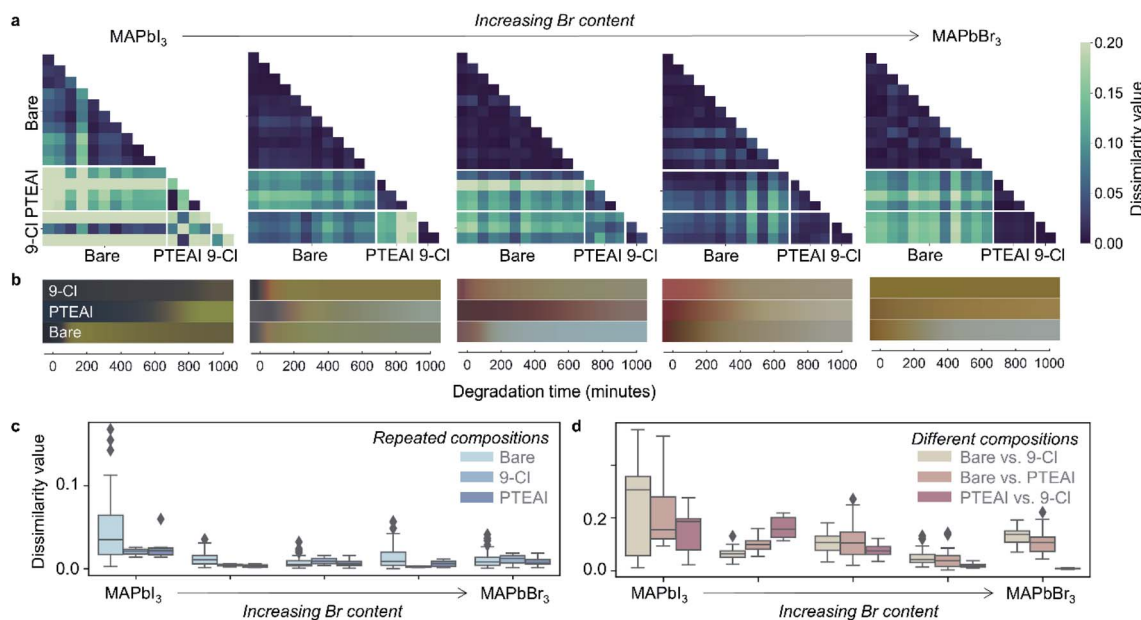 a
Increasing Br content
MAPbI3
MAPbBr3
Bare
PTEAI
9-Cl
Bare PTEAI 9-Cl
Bare PTEAI 9-Cl
Bare PTEAI 9-Cl
Bare PTEAI 9-Cl
Bare PTEAI 9-Cl
0.20
0.15
0.10
0.05
0.00
Dissimilarity value
b
9-Cl
PTEAI
Bare
0 200 400 600 800 1000
0 200 400 600 800 1000
0 200 400 600 800 1000
0 200 400 600 800 1000
0 200 400 600 800 1000
Degradation time (minutes)
c
Dissimilarity value
0.1
0.0
Repeated compositions
Bare
9-Cl
PTEAI
MAPbI3
Increasing Br content
MAPbBr3
d
0.2
0.0
Different compositions
Bare vs. 9-Cl
Bare vs. PTEAI
PTEAI vs. 9-Cl
MAPbI3
Increasing Br content
MAPbBr3